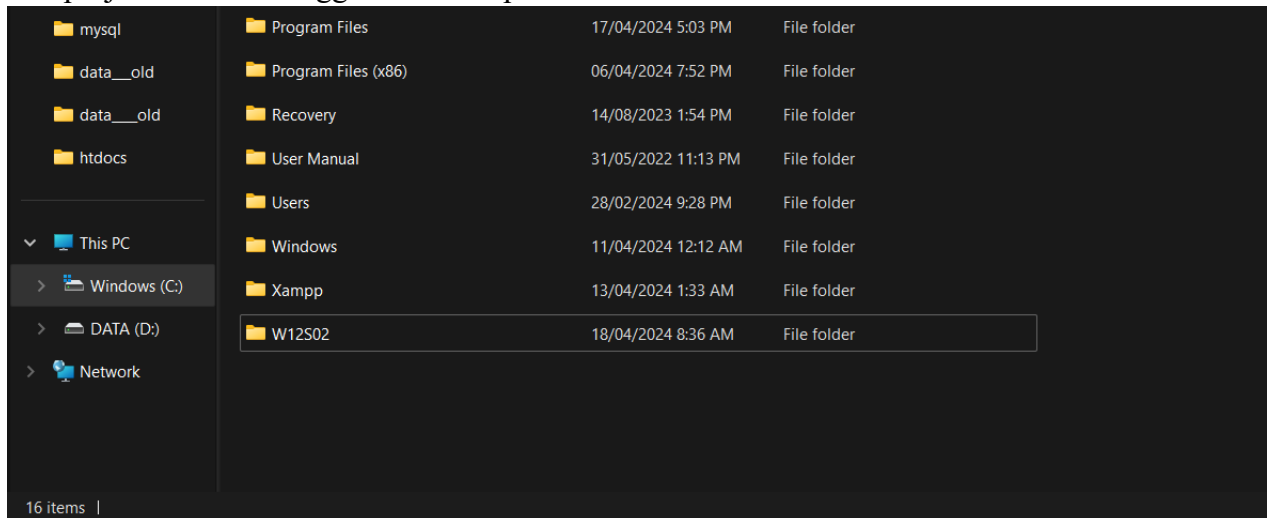 mysql
data__old
data___old
htdocs
This PC
Windows (C:)
DATA (D:)
Network
Program Files 17/04/2024 5:03 PM File folder
Program Files (x86) 06/04/2024 7:52 PM File folder
Recovery 14/08/2023 1:54 PM File folder
User Manual 31/05/2022 11:13 PM File folder
Users 28/02/2024 9:28 PM File folder
Windows 11/04/2024 12:12 AM File folder
Xampp 13/04/2024 1:33 AM File folder
W12S02 18/04/2024 8:36 AM File folder
16 items